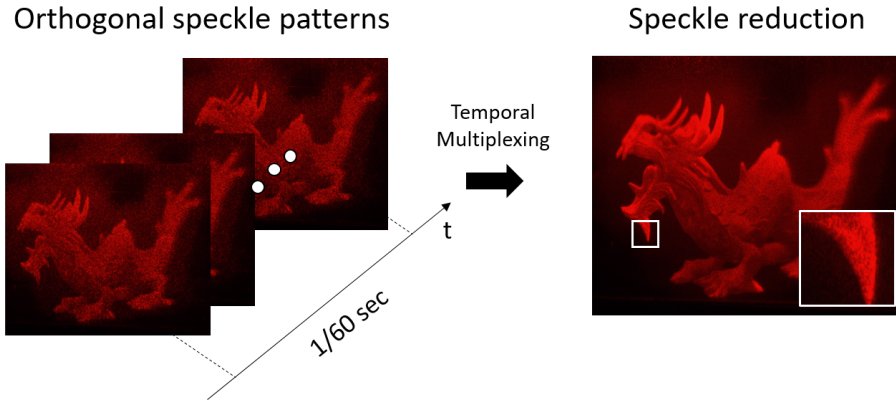 Orthogonal speckle patterns
Speckle reduction
Temporal
Multiplexing
t
1/60 sec